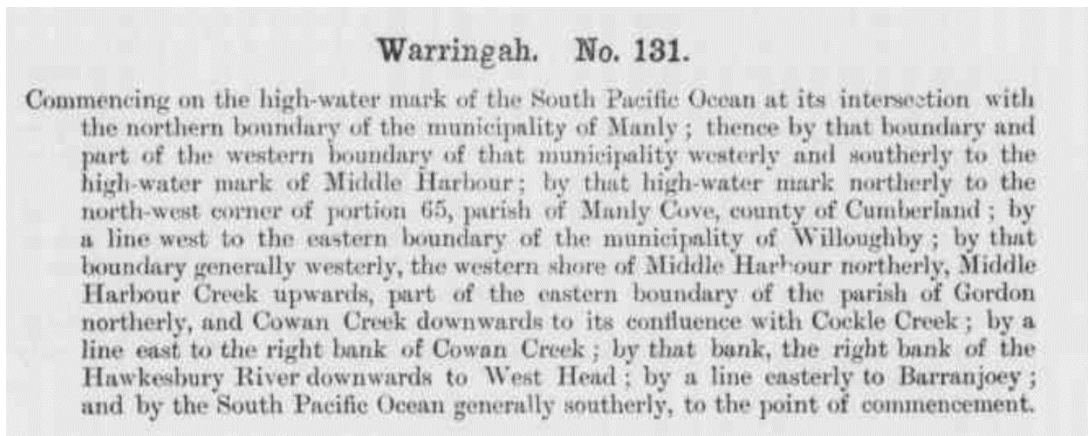 Warringah. No. 131.
Commencing on the high-water mark of the South Pacific Ocean at its intersection with
the northern boundary of the municipality of Manly ; thence by that boundary and
part of the western boundary of that municipality westerly and southerly to the
high-water mark of Middle Harbour ; by that high-water mark northerly to the
north-west corner of portion 65, parish of Manly Cove, county of Cumberland ; by
a line west to the eastern boundary of the municipality of Willoughby ; by that
boundary generally westerly, the western shore of Middle Harbour northerly, Middle
Harbour Creek upwards, part of the eastern boundary of the parish of Gordon
northerly, and Cowan Creek downwards to its confluence with Cockle Creek ; by a
line east to the right bank of Cowan Creek ; by that bank, the right bank of the
Hawkesbury River downwards to West Head ; by a line easterly to Barranjoey ;
and by the South Pacific Ocean generally southerly, to the point of commencement.